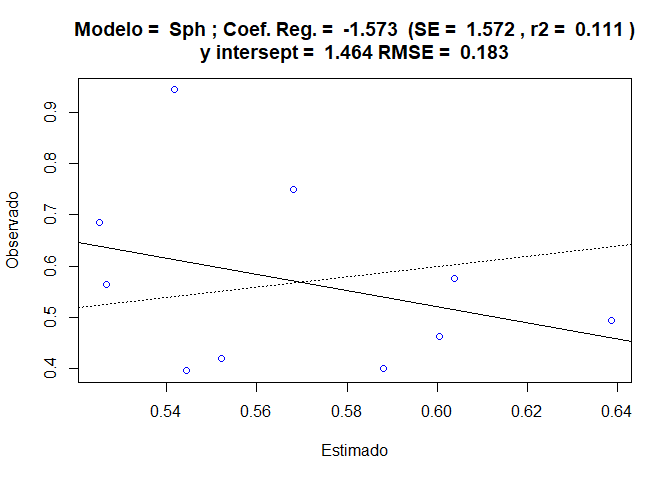 Modelo = Sph ; Coef. Reg. = -1.573 (SE = 1.572 , r2 = 0.111 )
y intersept = 1.464 RMSE = 0.183
Observado
0.9
0.8
0.7
0.6
0.5
0.4
0.54 0.56 0.58 0.60 0.62 0.64
Estimado